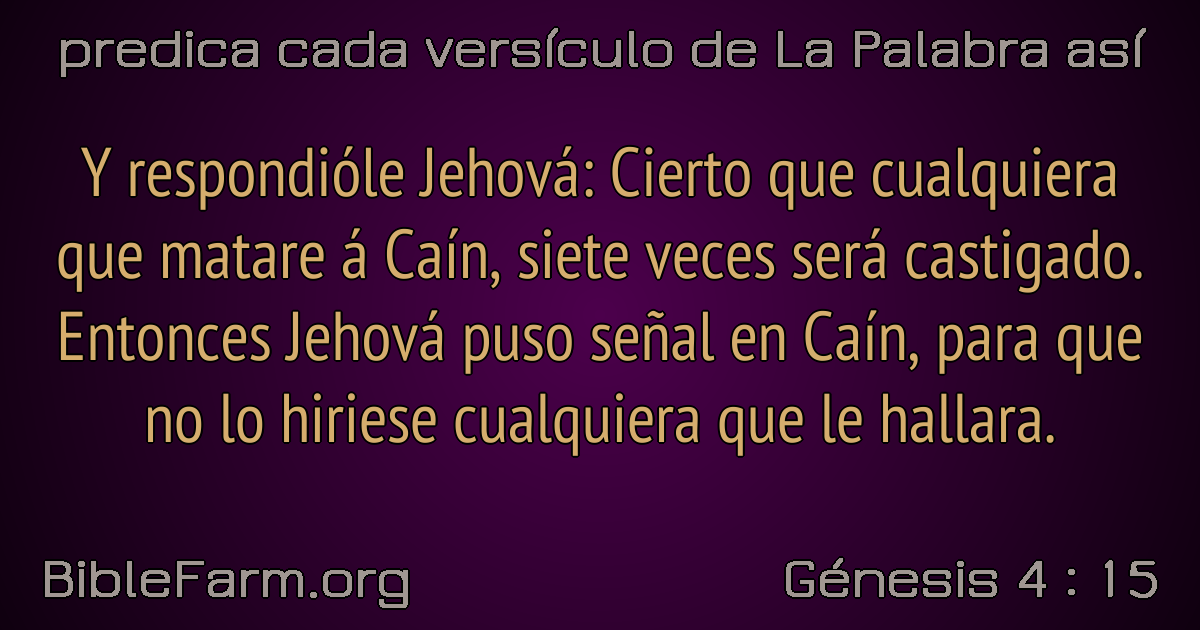 predica cada versículo de La Palabra así
Y respondióle Jehová: Cierto que cualquiera
que matare á Caín, siete veces será castigado.
Entonces Jehová puso señal en Caín, para que
no lo hiriese cualquiera que le hallara.
BibleFarm.org
Génesis 4 : 15